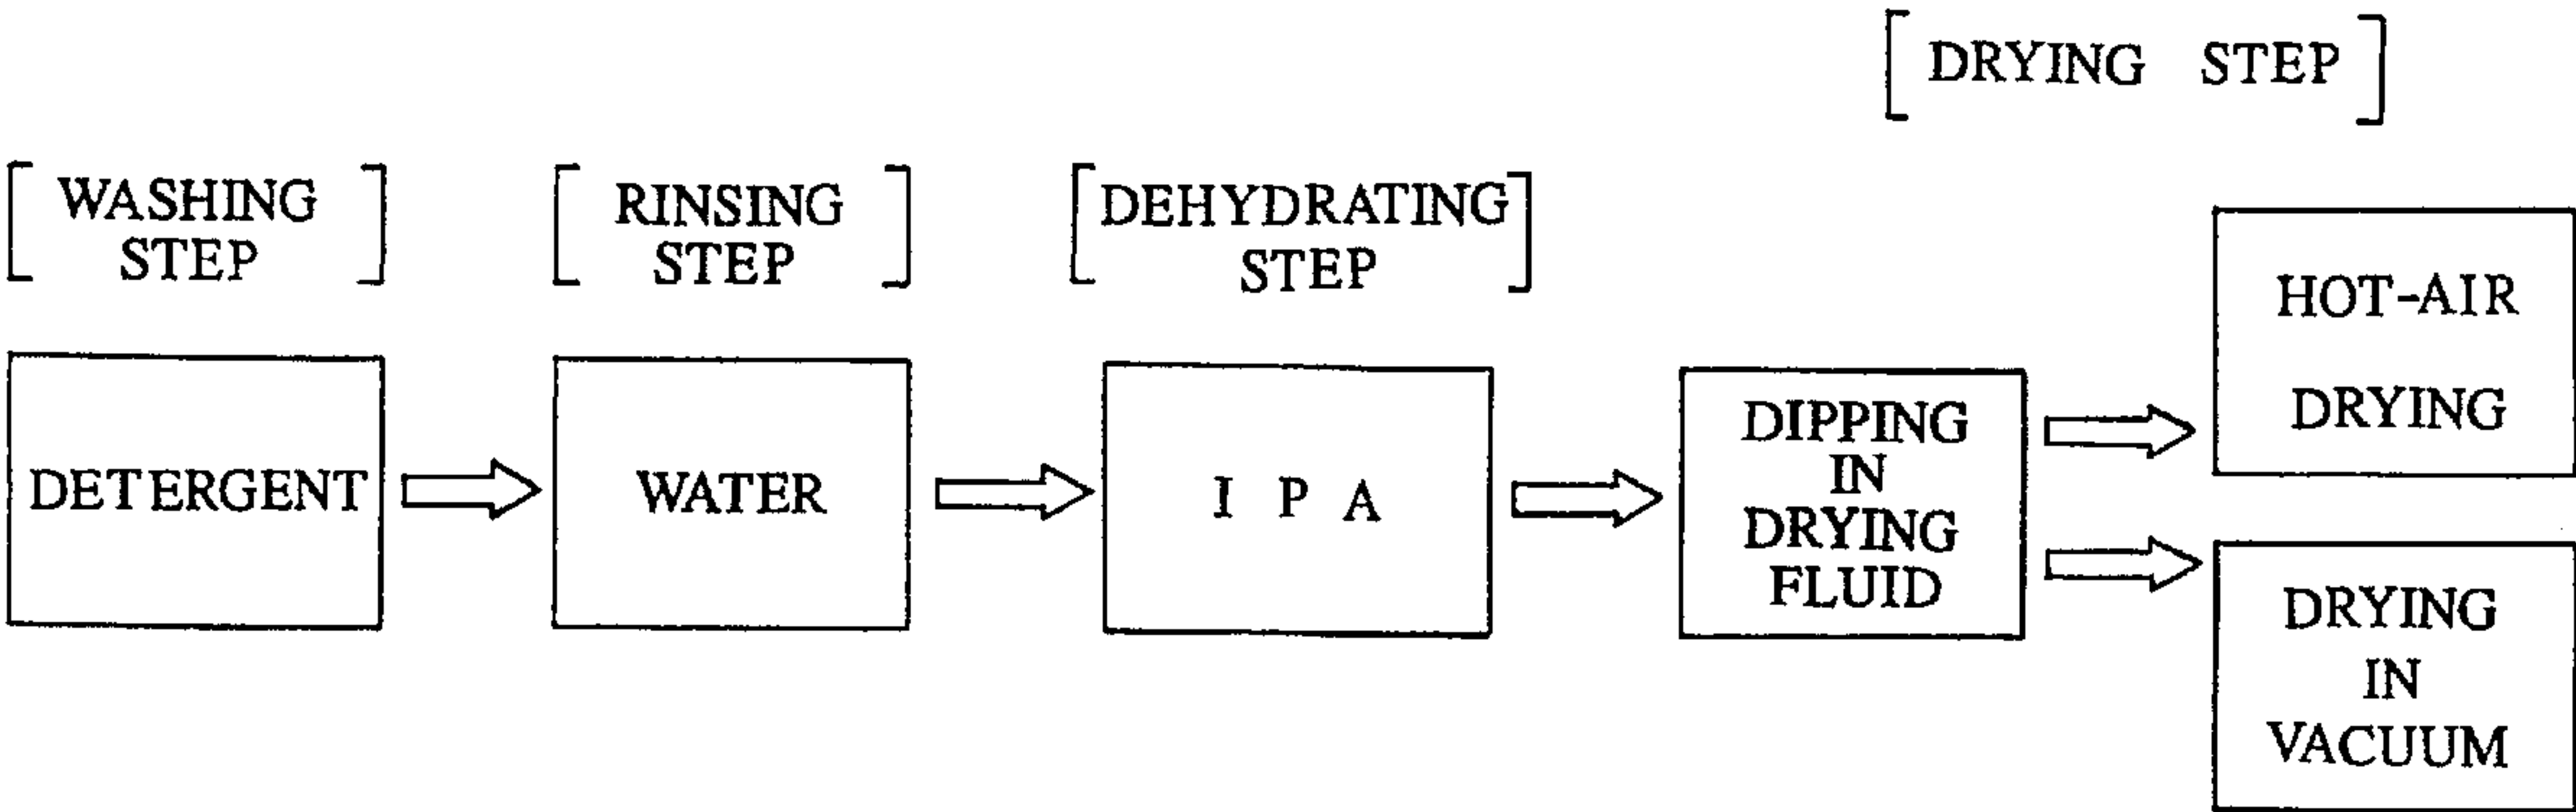 [ DRYING STEP ]
[ WASHING
STEP ]
[ RINSING
STEP ]
[ DEHYDRATING
STEP ]
DETERGENT
WATER
I P A
DIPPING
IN
DRYING
FLUID
HOT-AIR
DRYING
DRYING
IN
VACUUM